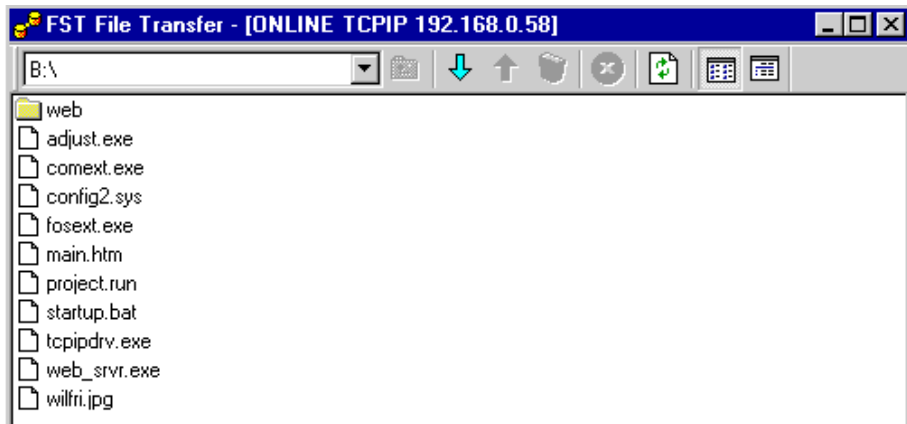 FST File Transfer - [ONLINE TCPIP 192.168.0.58]
B:\
web
adjust.exe
comext.exe
config2.sys
fosext.exe
main.htm
project.run
startup.bat
tcpipdrv.exe
web_srvr.exe
wilfri.jpg